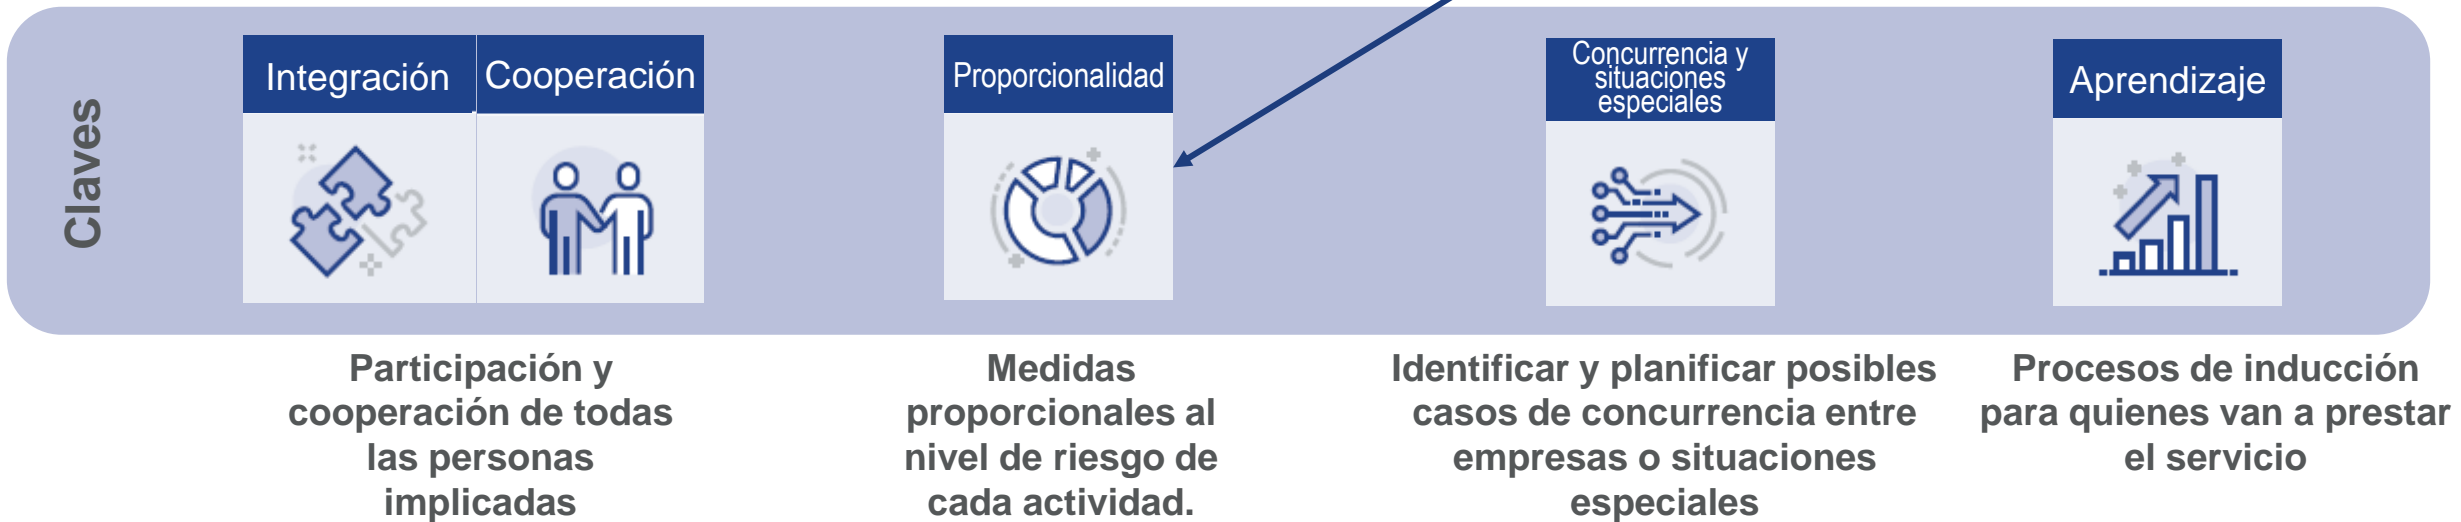 Claves
Integración
Cooperación
Proporcionalidad
Concurrencia y
situaciones
especiales
Aprendizaje
Participación y
cooperación de todas
las personas
implicadas
Medidas
proporcionales al
nivel de riesgo de
cada actividad.
Identificar y planificar posibles
casos de concurrencia entre
empresas o situaciones
especiales
Procesos de inducción
para quienes van a prestar
el servicio